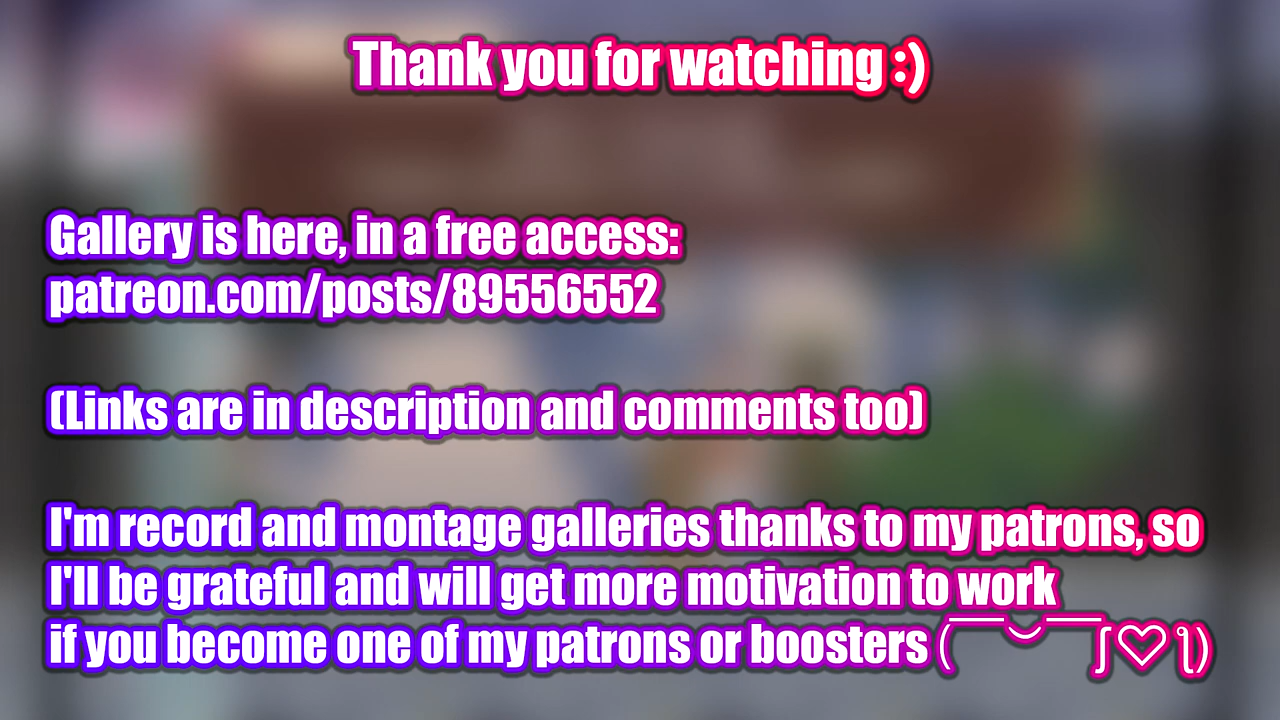 Thank you for watching :)
Gallery is here, in a free access:
patreon.com/posts/89556552
(Links are in description and comments too)
I'm record and montage galleries thanks to my patrons, so
I'll be grateful and will get more motivation to work
if you become one of my patrons or boosters (￣‿￣ʃ♡ƪ)